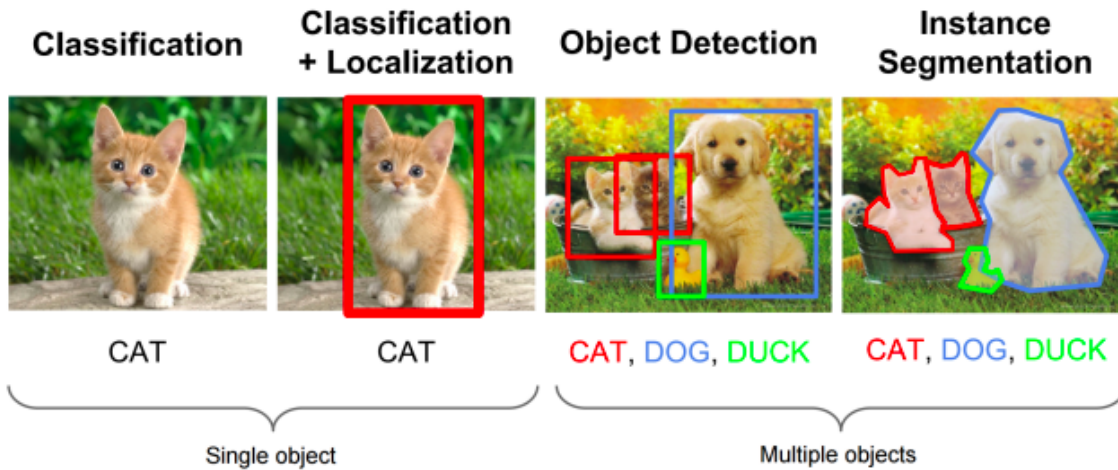 Classification
Classification
+ Localization
Object Detection
Instance
Segmentation
CAT
CAT
CAT, DOG, DUCK
CAT, DOG, DUCK
Single object
Multiple objects